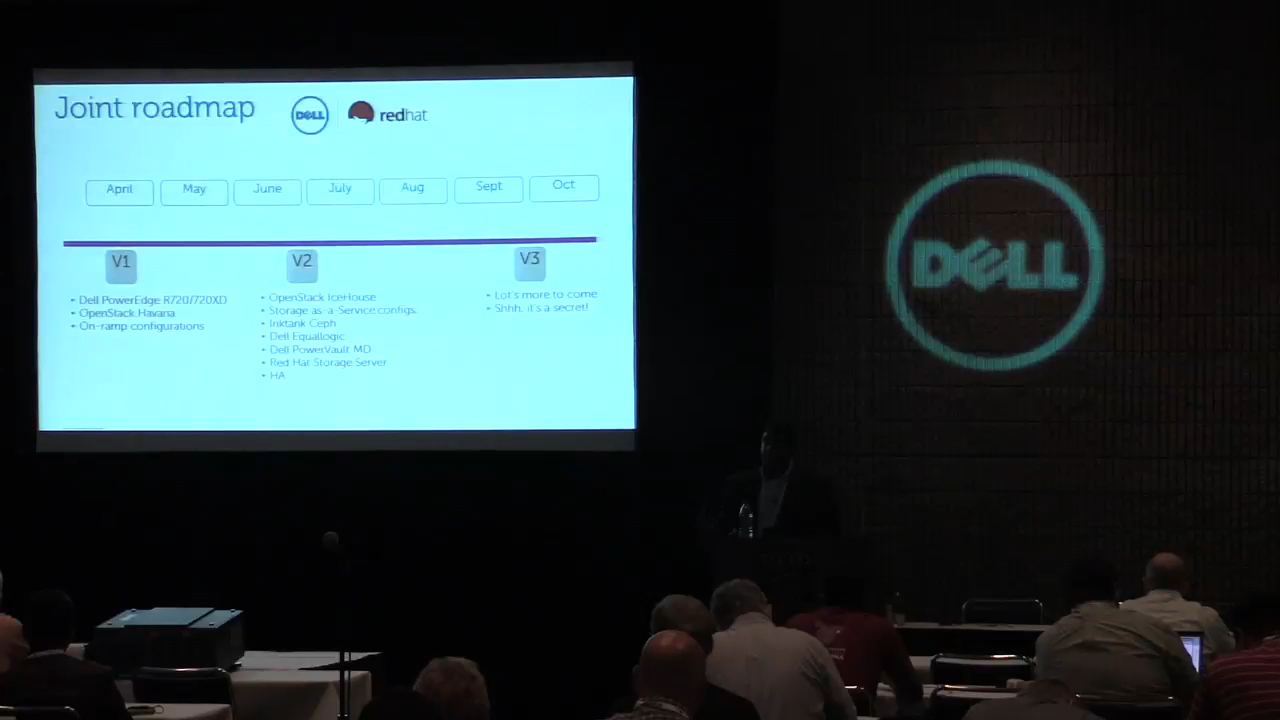 Joint roadmap
DELL
redhat
April
May
June
July
Aug
Sept
Oct
V1
• Dell PowerEdge R720/720XD
• OpenStack Havana
• On-ramp configurations
V2
• OpenStack IceHouse
• Storage as-a-Service configs.
• Inktank Ceph
• Dell Equallogic
• Dell PowerVault MD
• Red Hat Storage Server
• HA
V3
• Lot's more to come
• Shhh, it's a secret!
DELL